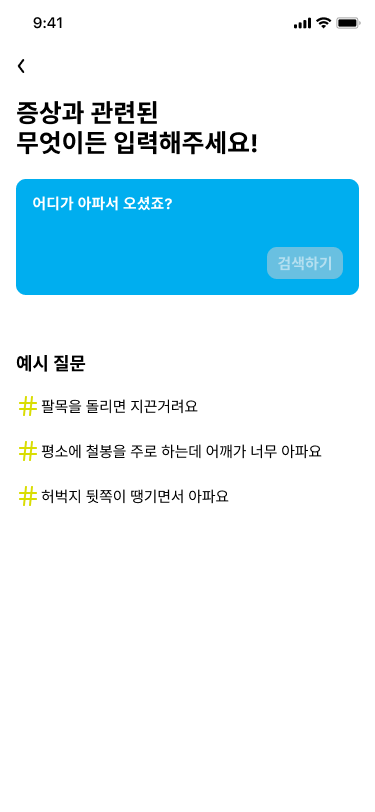 9:41
증상과 관련된
무엇이든 입력해주세요!
어디가 아파서 오셨죠?
검색하기
예시 질문
# 팔목을 돌리면 지끈거려요
# 평소에 철봉을 주로 하는데 어깨가 너무 아파요
# 허벅지 뒷쪽이 땡기면서 아파요